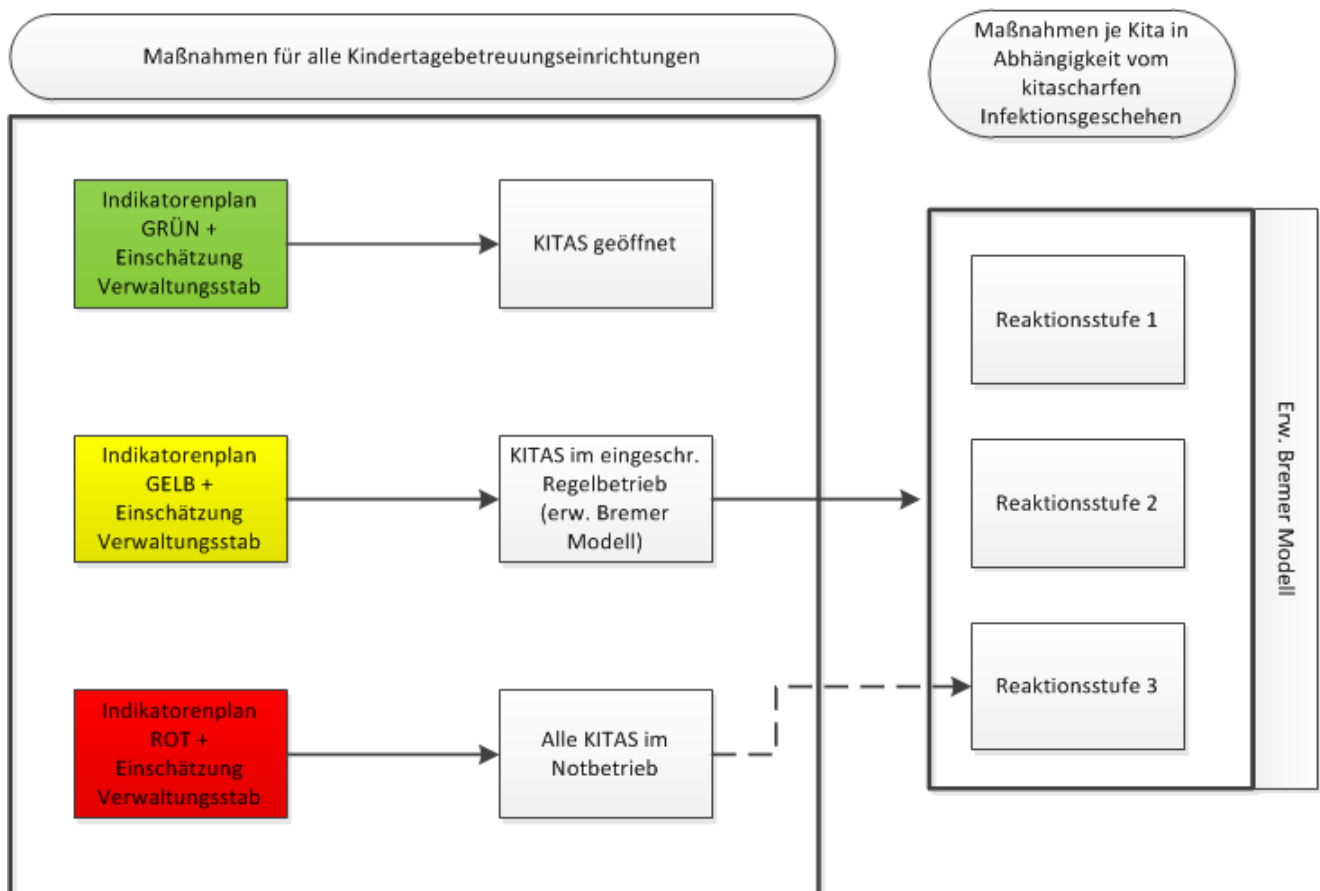 Maßnahmen für alle Kindertagebetreuungseinrichtungen
Maßnahmen je Kita in
Abhängigkeit vom
kitascharfen
Infektionsgeschehen
Indikatorenplan
GRÜN +
Einschätzung
Verwaltungsstab
KITAS geöffnet
Indikatorenplan
GELB +
Einschätzung
Verwaltungsstab
KITAS im eingeschr.
Regelbetrieb
(erw. Bremer
Modell)
Indikatorenplan
ROT +
Einschätzung
Verwaltungsstab
Alle KITAS im
Notbetrieb
Reaktionsstufe 1
Reaktionsstufe 2
Reaktionsstufe 3
Erw. Bremer Modell